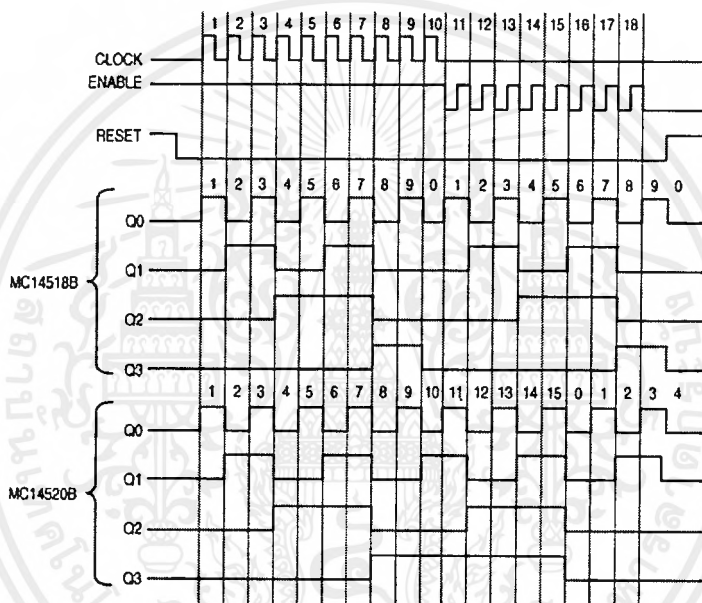 1 2 3 4 5 6 7 8 9 10 11 12 13 14 15 16 17 18
CLOCK
ENABLE
RESET
1 2 3 4 5 6 7 8 9 0 1 2 3 4 5 6 7 8 9 0
Q0
Q1
MC14518B
Q2
Q3
1 2 3 4 5 6 7 8 9 10 11 12 13 14 15 0 1 2 3 4
Q0
Q1
MC14520B
Q2
Q3